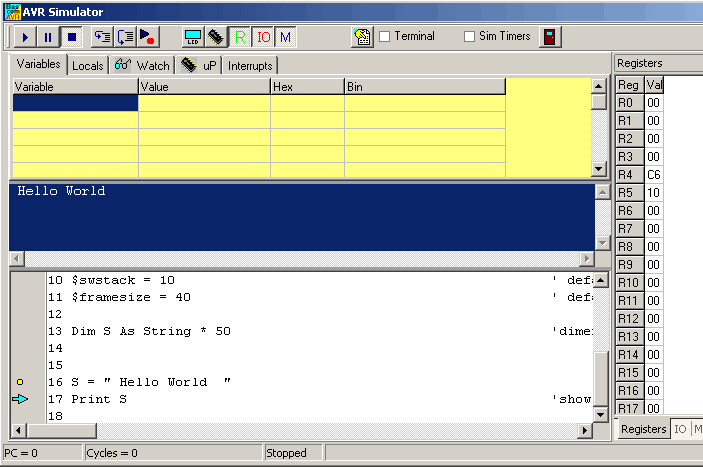 AVR Simulator
LCD R IO M Terminal Sim Timers
Variables Locals Watch uP Interrupts
Variable Value Hex Bin
Hello World
10 $swstack = 10 ' defa
11 $framesize = 40 ' defa
12
13 Dim S As String * 50 'dimen
14
15
16 S = " Hello World  "
17 Print S 'show
18
Registers
Reg Val
R0 00
R1 00
R2 00
R3 00
R4 C6
R5 10
R6 00
R7 00
R8 00
R9 00
R10 00
R11 00
R12 00
R13 00
R14 00
R15 00
R16 00
R17 00
Registers IO M
PC = 0 Cycles = 0 Stopped